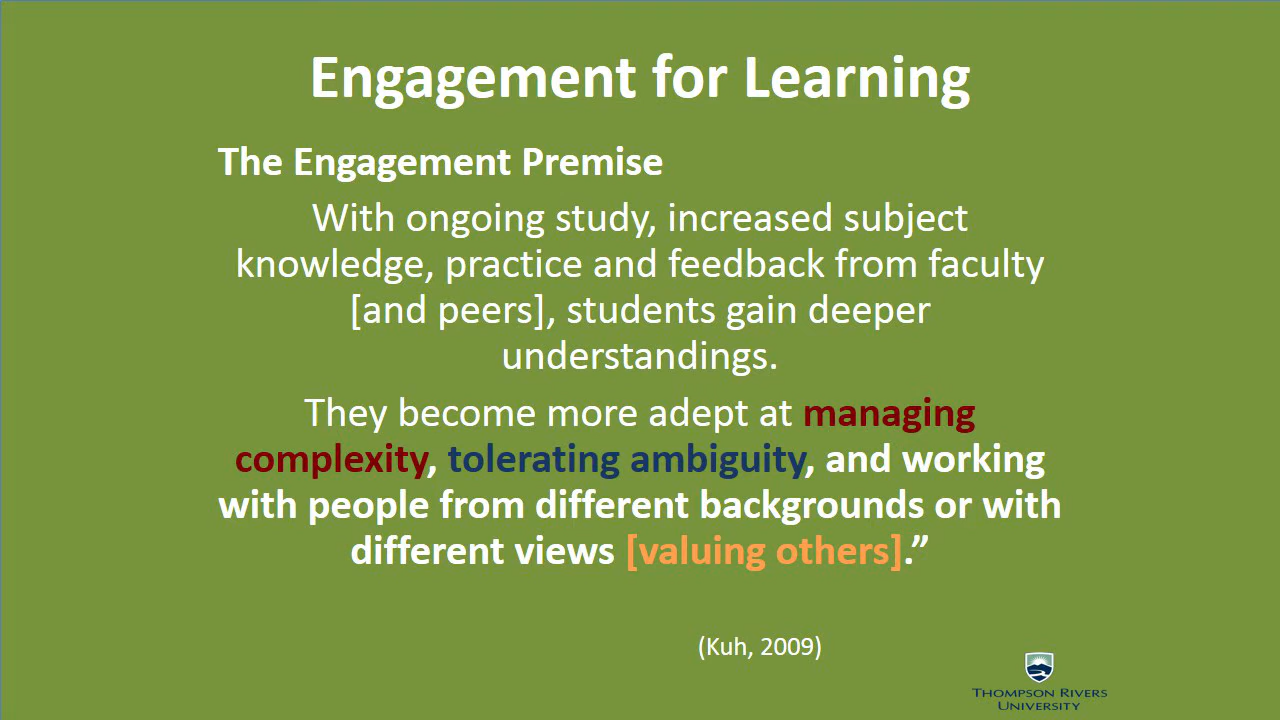 Engagement for Learning
The Engagement Premise
With ongoing study, increased subject
knowledge, practice and feedback from faculty
[and peers], students gain deeper
understandings.
They become more adept at managing
complexity, tolerating ambiguity, and working
with people from different backgrounds or with
different views [valuing others].”
(Kuh, 2009)
THOMPSON RIVERS
UNIVERSITY